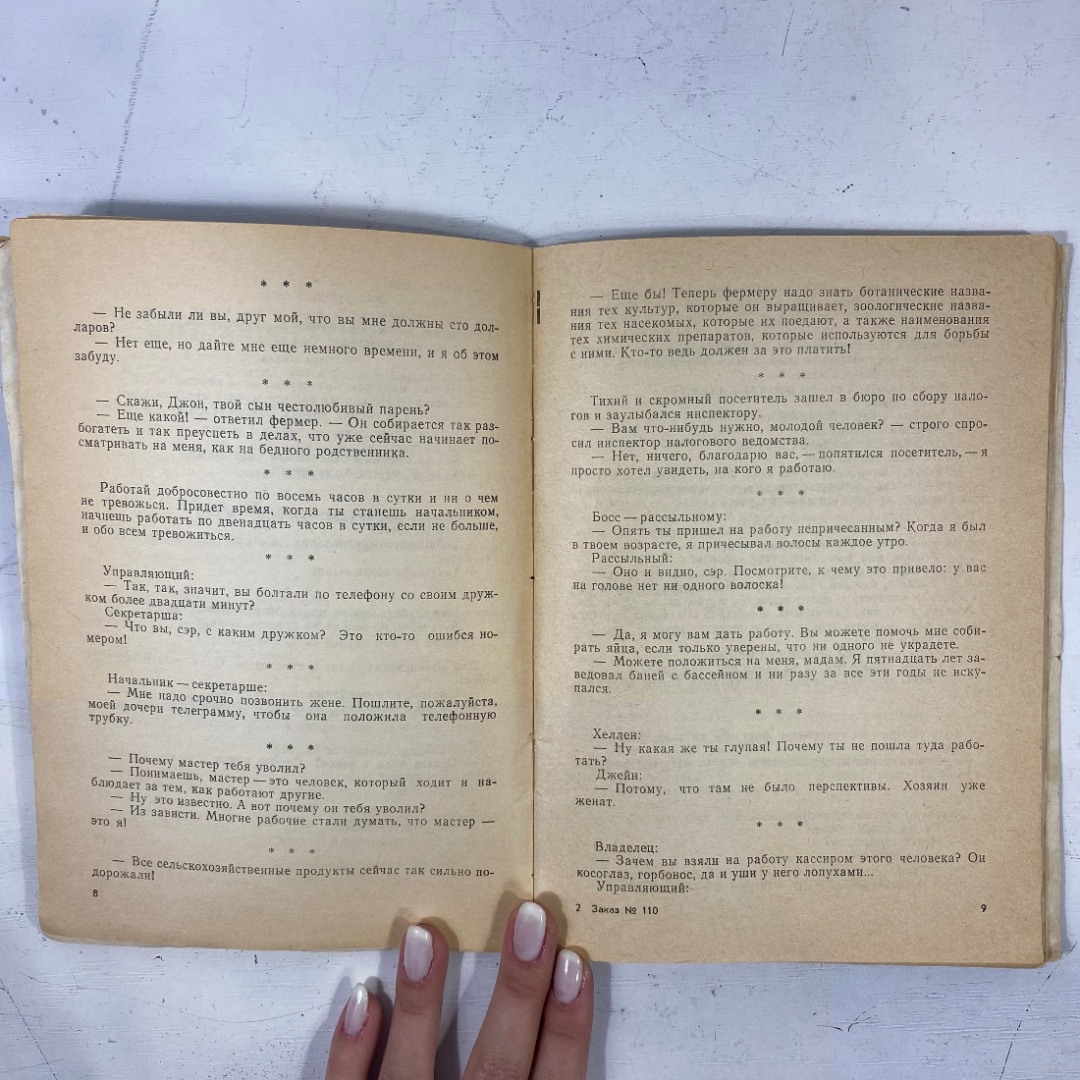 * * *
— Не забыли ли вы, друг мой, что вы мне должны сто дол-
ларов?
— Нет еще, но дайте мне еще немного времени, и я об этом
забуду.
* * *
— Скажи, Джон, твой сын честолюбивый парень?
— Еще какой! — ответил фермер. — Он собирается так раз-
богатеть и так преуспеть в делах, что уже сейчас начинает по-
сматривать на меня, как на бедного родственника.
* * *
Работай добросовестно по восемь часов в сутки и ни о чем
не тревожься. Придет время, когда ты станешь начальником,
начнешь работать по двенадцать часов в сутки, если не больше,
и обо всем тревожиться.
* * *
Управляющий:
— Так, так, значит, вы болтали по телефону со своим друж-
ком более двадцати минут?
Секретарша:
— Что вы, сэр, с каким дружком? Это кто-то ошибся но-
мером!
* * *
Начальник — секретарше:
— Мне надо срочно позвонить жене. Пошлите, пожалуйста,
моей дочери телеграмму, чтобы она положила телефонную
трубку.
* * *
— Почему мастер тебя уволил?
— Понимаешь, мастер — это человек, который ходит и на-
блюдает за тем, как работают другие.
— Ну это известно. А вот почему он тебя уволил?
— Из зависти. Многие рабочие стали думать, что мастер —
это я!
* * *
— Все сельскохозяйственные продукты сейчас так сильно по-
дорожали!
8
— Еще бы! Теперь фермеру надо знать ботанические назва-
ния тех культур, которые он выращивает, зоологические назва-
ния тех насекомых, которые их поедают, а также наименования
тех химических препаратов, которые используются для борьбы
с ними. Кто-то ведь должен за это платить!
* * *
Тихий и скромный посетитель зашел в бюро по сбору нало-
гов и заулыбался инспектору.
— Вам что-нибудь нужно, молодой человек? — строго спро-
сил инспектор налогового ведомства.
— Нет, ничего, благодарю вас, — попятился посетитель, — я
просто хотел увидеть, на кого я работаю.
* * *
Босс — рассыльному:
— Опять ты пришел на работу непричесанным? Когда я был
в твоем возрасте, я причесывал волосы каждое утро.
Рассыльный:
— Оно и видно, сэр. Посмотрите, к чему это привело: у вас
на голове нет ни одного волоска!
* * *
— Да, я могу вам дать работу. Вы можете помочь мне соби-
рать яйца, если только уверены, что ни одного не украдете.
— Можете положиться на меня, мадам. Я пятнадцать лет за-
ведовал баней с бассейном и ни разу за все эти годы не иску-
пался.
* * *
Хеллен:
— Ну какая же ты глупая! Почему ты не пошла туда рабо-
тать?
Джейн:
— Потому, что там не было перспективы. Хозяин уже
женат.
* * *
Владелец:
— Зачем вы взяли на работу кассиром этого человека? Он
косоглаз, горбонос, да и уши у него лопухами...
Управляющий:
2 Заказ № 110
9